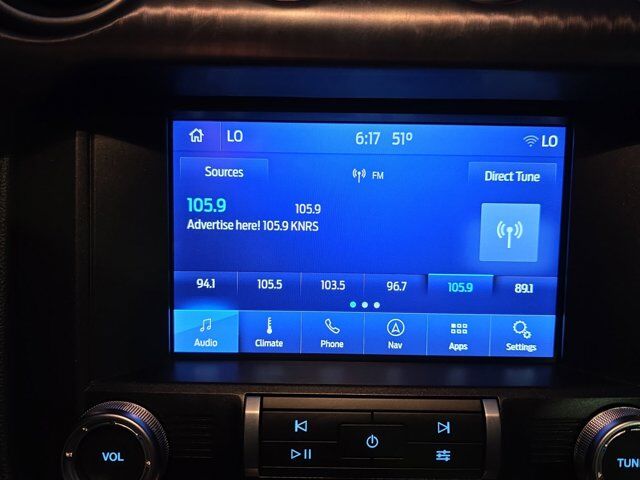 LO 6:17 51° LO
Sources FM Direct Tune
105.9 105.9
Advertise here! 105.9 KNRS
94.1 105.5 103.5 96.7 105.9 89.1
Audio Climate Phone Nav Apps Settings
VOL TUNE